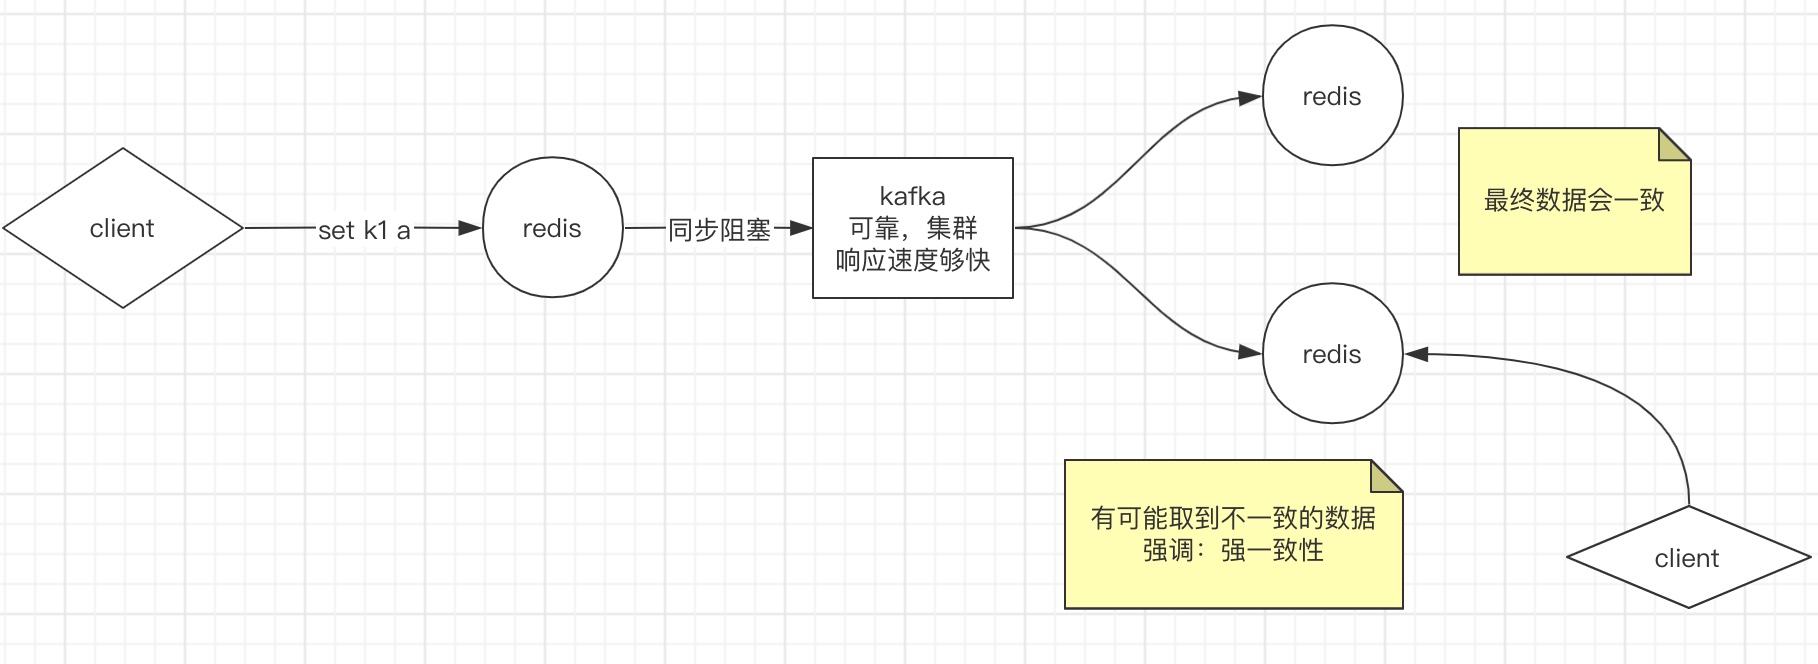 client
set k1 a
redis
同步阻塞
kafka
可靠，集群
响应速度够快
redis
最终数据会一致
redis
有可能取到不一致的数据
强调：强一致性
client